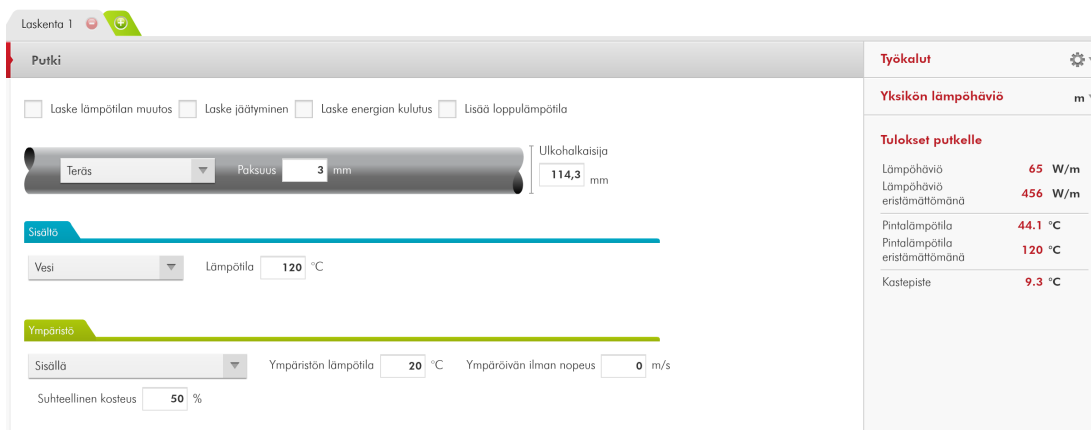 Laskenta 1
Putki
Laske lämpötilan muutos Laske jäätyminen Laske energian kulutus Lisää loppulämpötila
Teräs Paksuus 3 mm
Ulkohalkaisija
114,3 mm
Sisältö
Vesi Lämpötila 120 °C
Ympäristö
Sisällä Ympäristön lämpötila 20 °C Ympäröivän ilman nopeus 0 m/s
Suhteellinen kosteus 50 %
Työkalut
Yksikön lämpöhäviö m
Tulokset putkelle
Lämpöhäviö 65 W/m
Lämpöhäviö
eristämättömänä 456 W/m
Pintalämpötila 44.1 °C
Pintalämpötila
eristämättömänä 120 °C
Kastepiste 9.3 °C